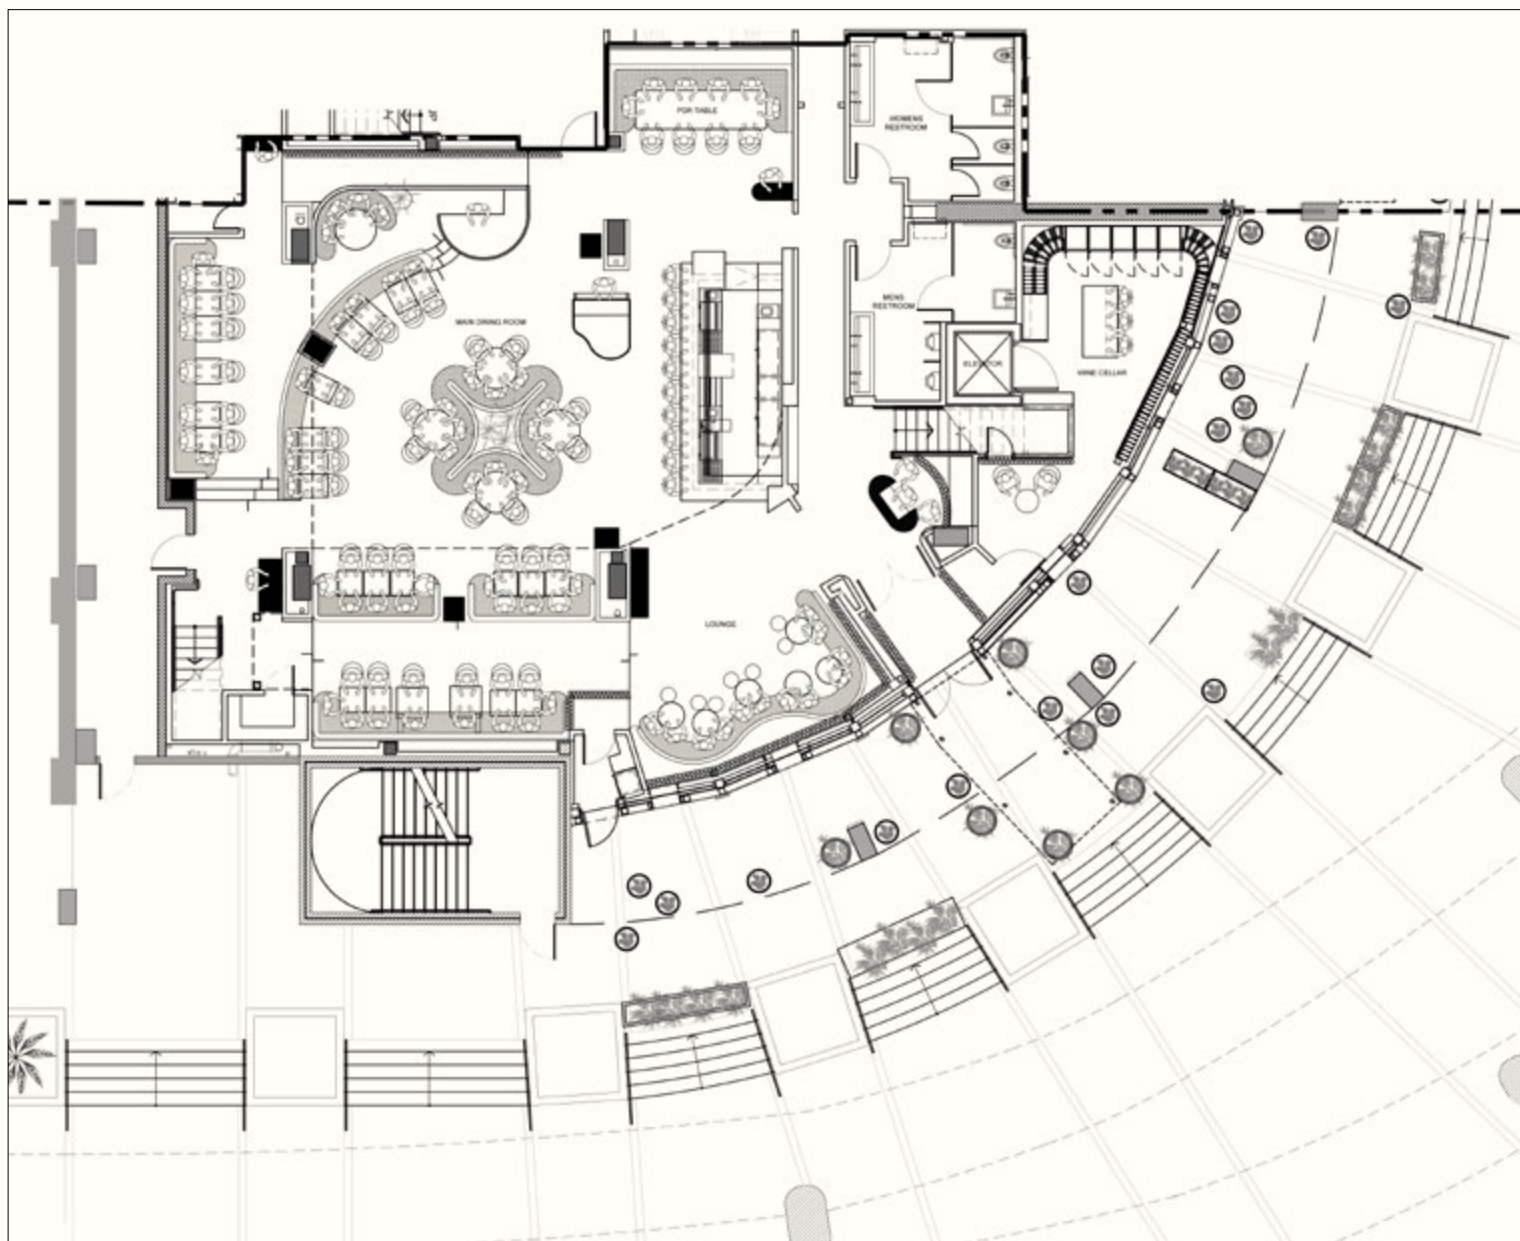 PDR TABLE
WOMENS
RESTROOM
MAIN DINING ROOM
MENS
RESTROOM
ELEVATOR
WINE CELLAR
LOUNGE